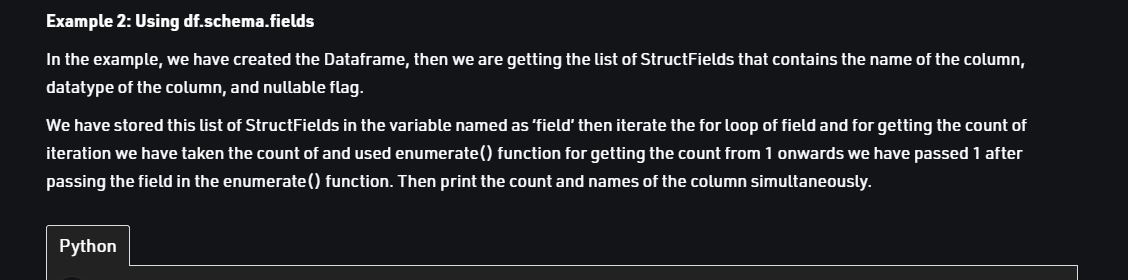 Example 2: Using df.schema.fields
In the example, we have created the Dataframe, then we are getting the list of StructFields that contains the name of the column,
datatype of the column, and nullable flag.
We have stored this list of StructFields in the variable named as ‘field’ then iterate the for loop of field and for getting the count of
iteration we have taken the count of and used enumerate() function for getting the count from 1 onwards we have passed 1 after
passing the field in the enumerate() function. Then print the count and names of the column simultaneously.
Python